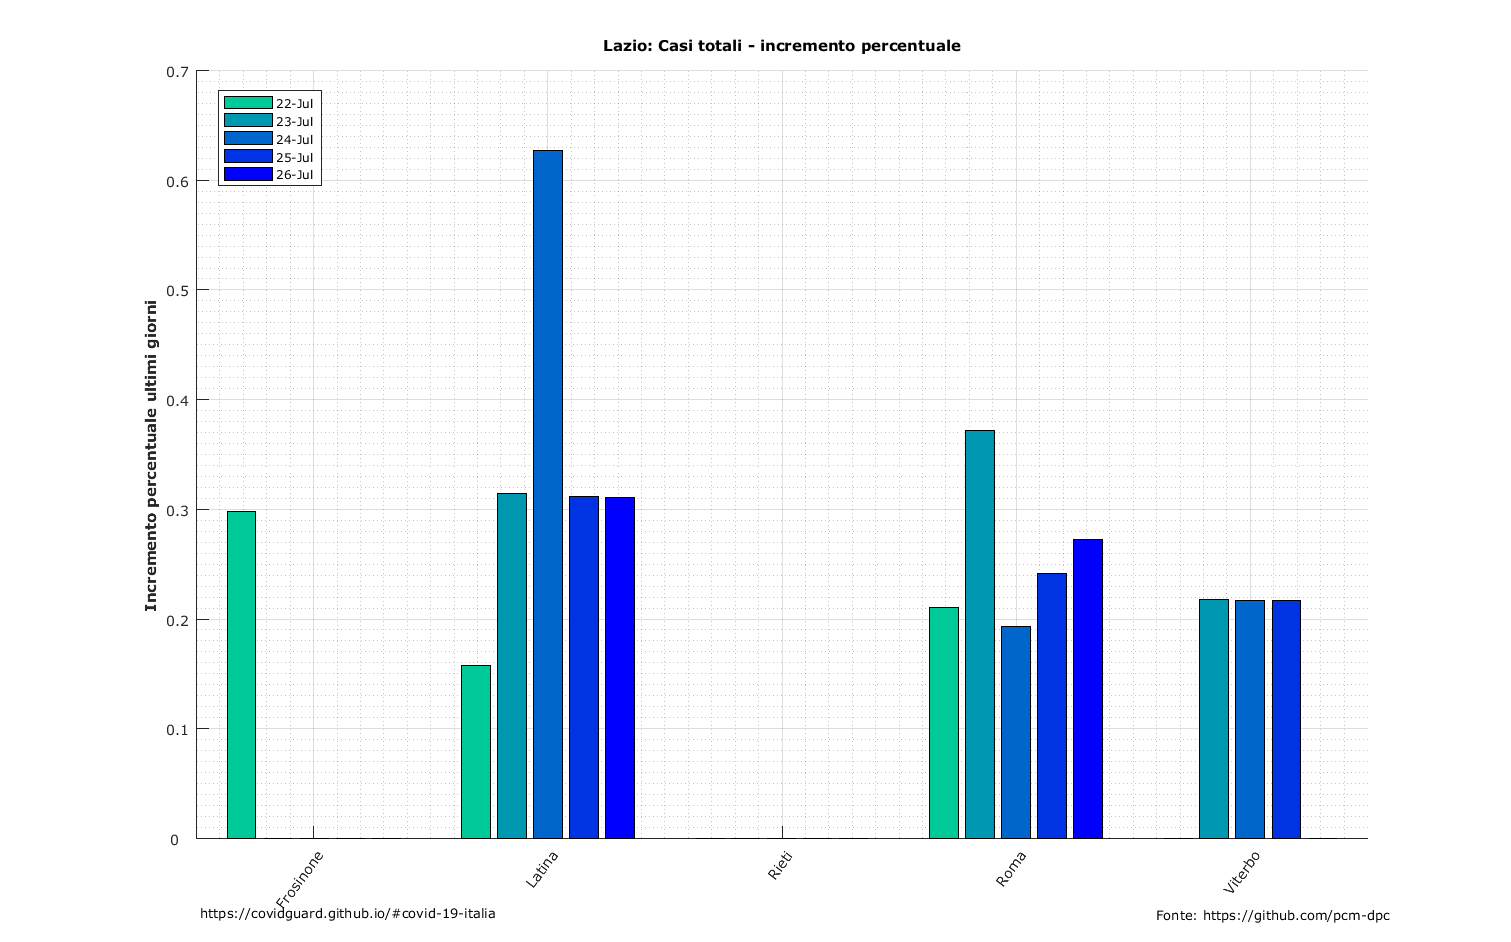 Lazio: Casi totali - incremento percentuale
0.7
0.6
0.5
0.4
0.3
0.2
0.1
0
Incremento percentuale ultimi giorni
22-Jul
23-Jul
24-Jul
25-Jul
26-Jul
Frosinone
Latina
Rieti
Roma
Viterbo
https://covidguard.github.io/#covid-19-italia
Fonte: https://github.com/pcm-dpc